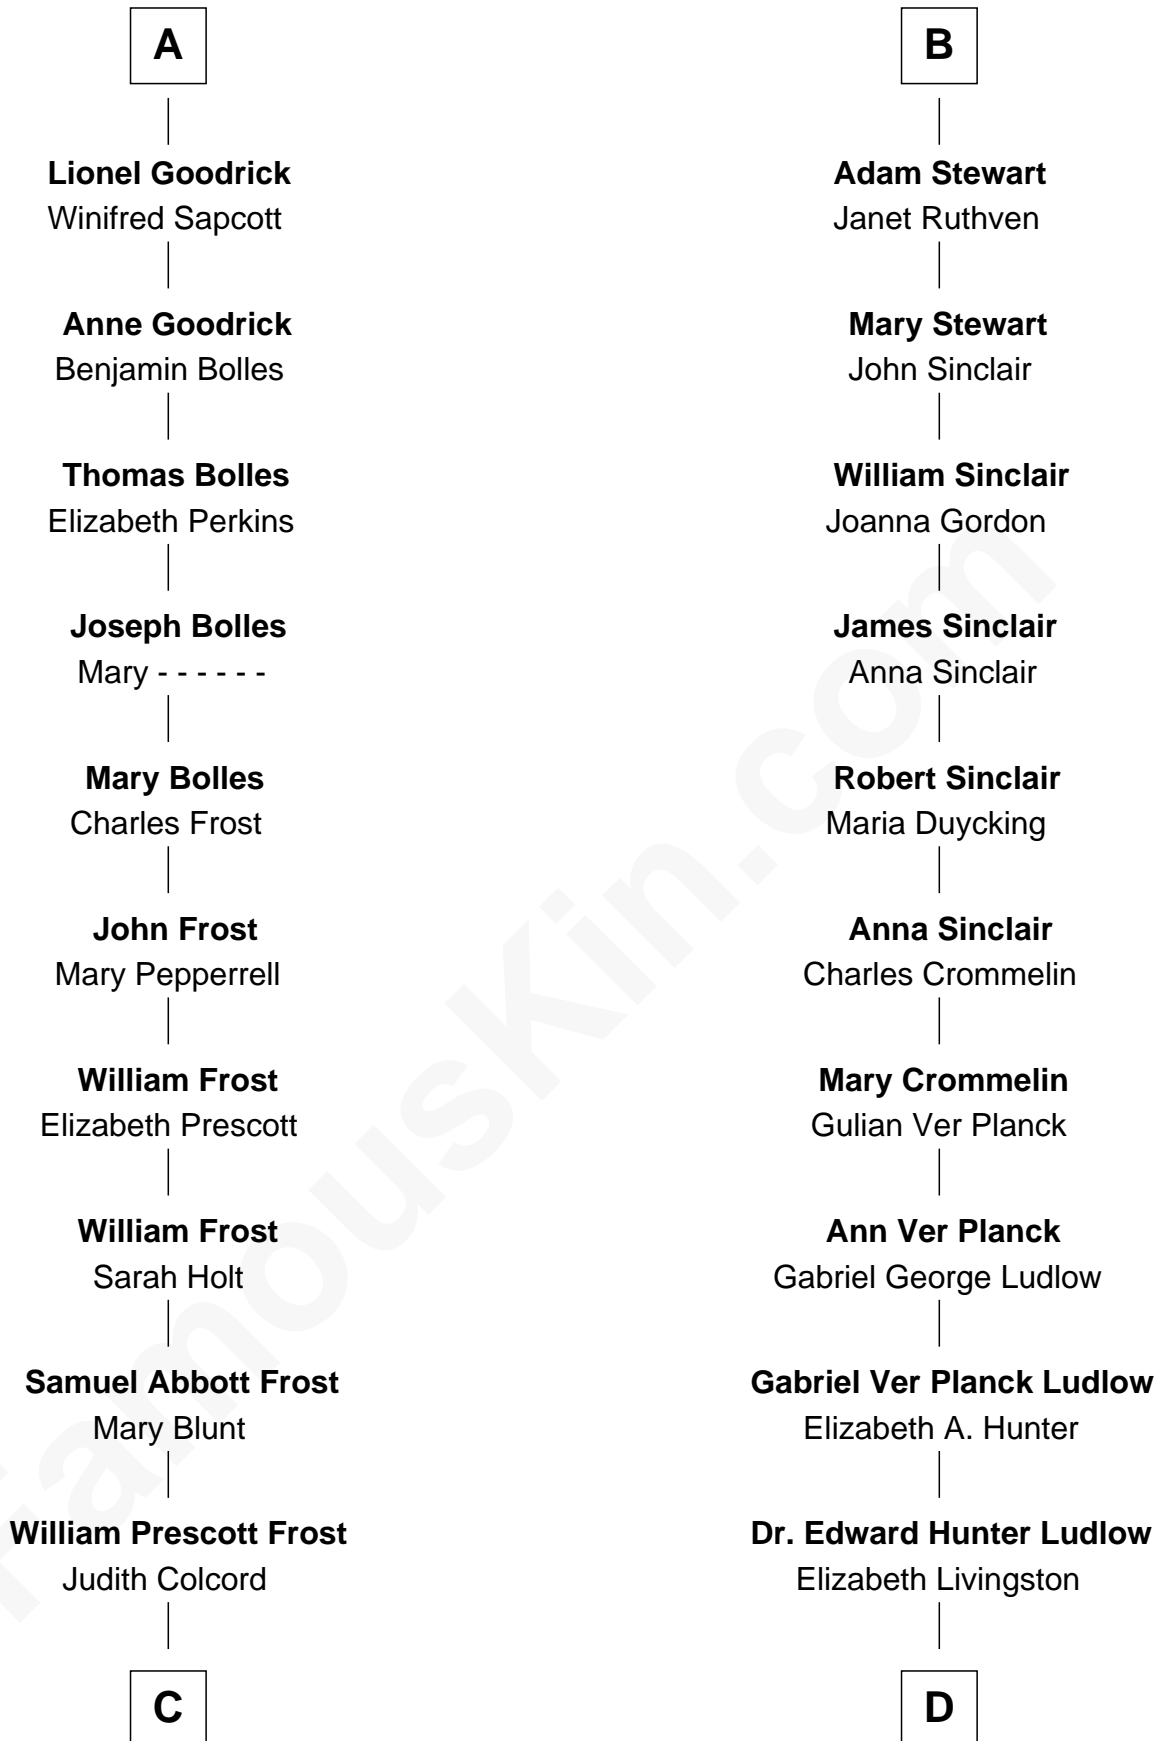 A
Lionel Goodrick
Winifred Sapcott
Anne Goodrick
Benjamin Bolles
Thomas Bolles
Elizabeth Perkins
Joseph Bolles
Mary - - - - - -
Mary Bolles
Charles Frost
John Frost
Mary Pepperrell
William Frost
Elizabeth Prescott
William Frost
Sarah Holt
Samuel Abbott Frost
Mary Blunt
William Prescott Frost
Judith Colcord
C
B
Adam Stewart
Janet Ruthven
Mary Stewart
John Sinclair
William Sinclair
Joanna Gordon
James Sinclair
Anna Sinclair
Robert Sinclair
Maria Duycking
Anna Sinclair
Charles Crommelin
Mary Crommelin
Gulian Ver Planck
Ann Ver Planck
Gabriel George Ludlow
Gabriel Ver Planck Ludlow
Elizabeth A. Hunter
Dr. Edward Hunter Ludlow
Elizabeth Livingston
D
FamousKin.com